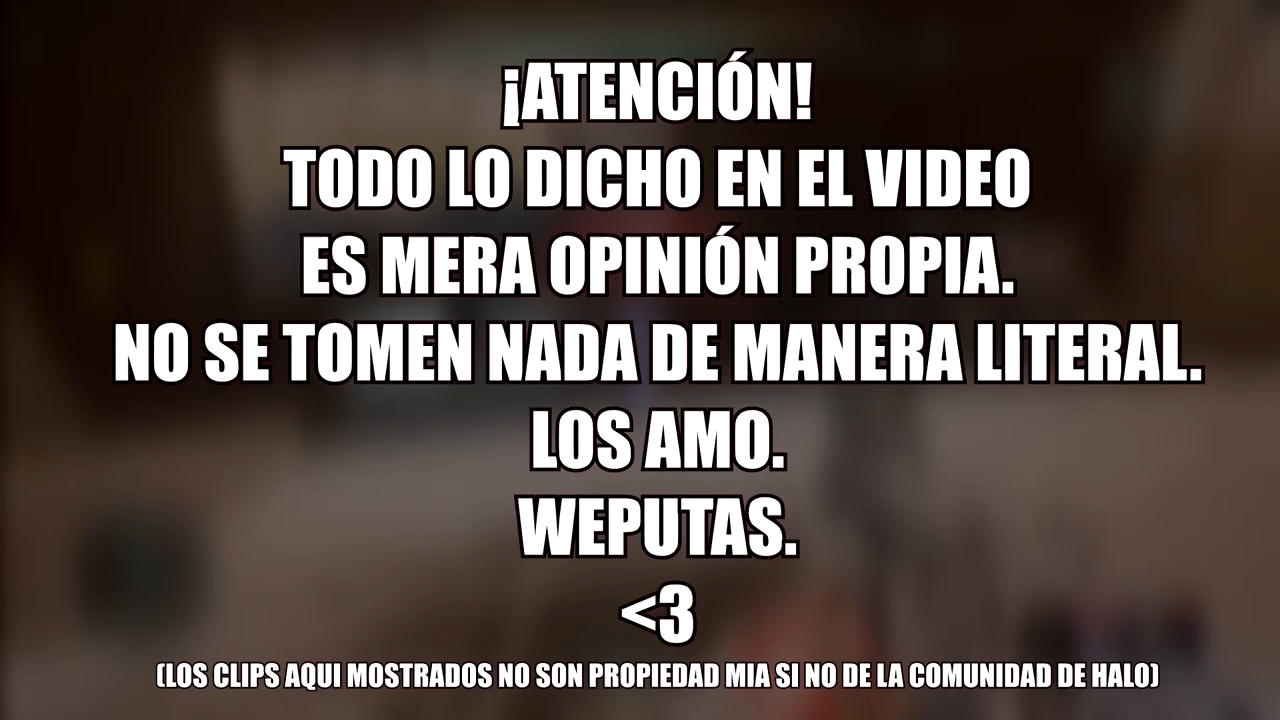 ¡ATENCIÓN!
TODO LO DICHO EN EL VIDEO
ES MERA OPINIÓN PROPIA.
NO SE TOMEN NADA DE MANERA LITERAL.
LOS AMO.
WEPUTAS.
<3
(LOS CLIPS AQUI MOSTRADOS NO SON PROPIEDAD MIA SI NO DE LA COMUNIDAD DE HALO)